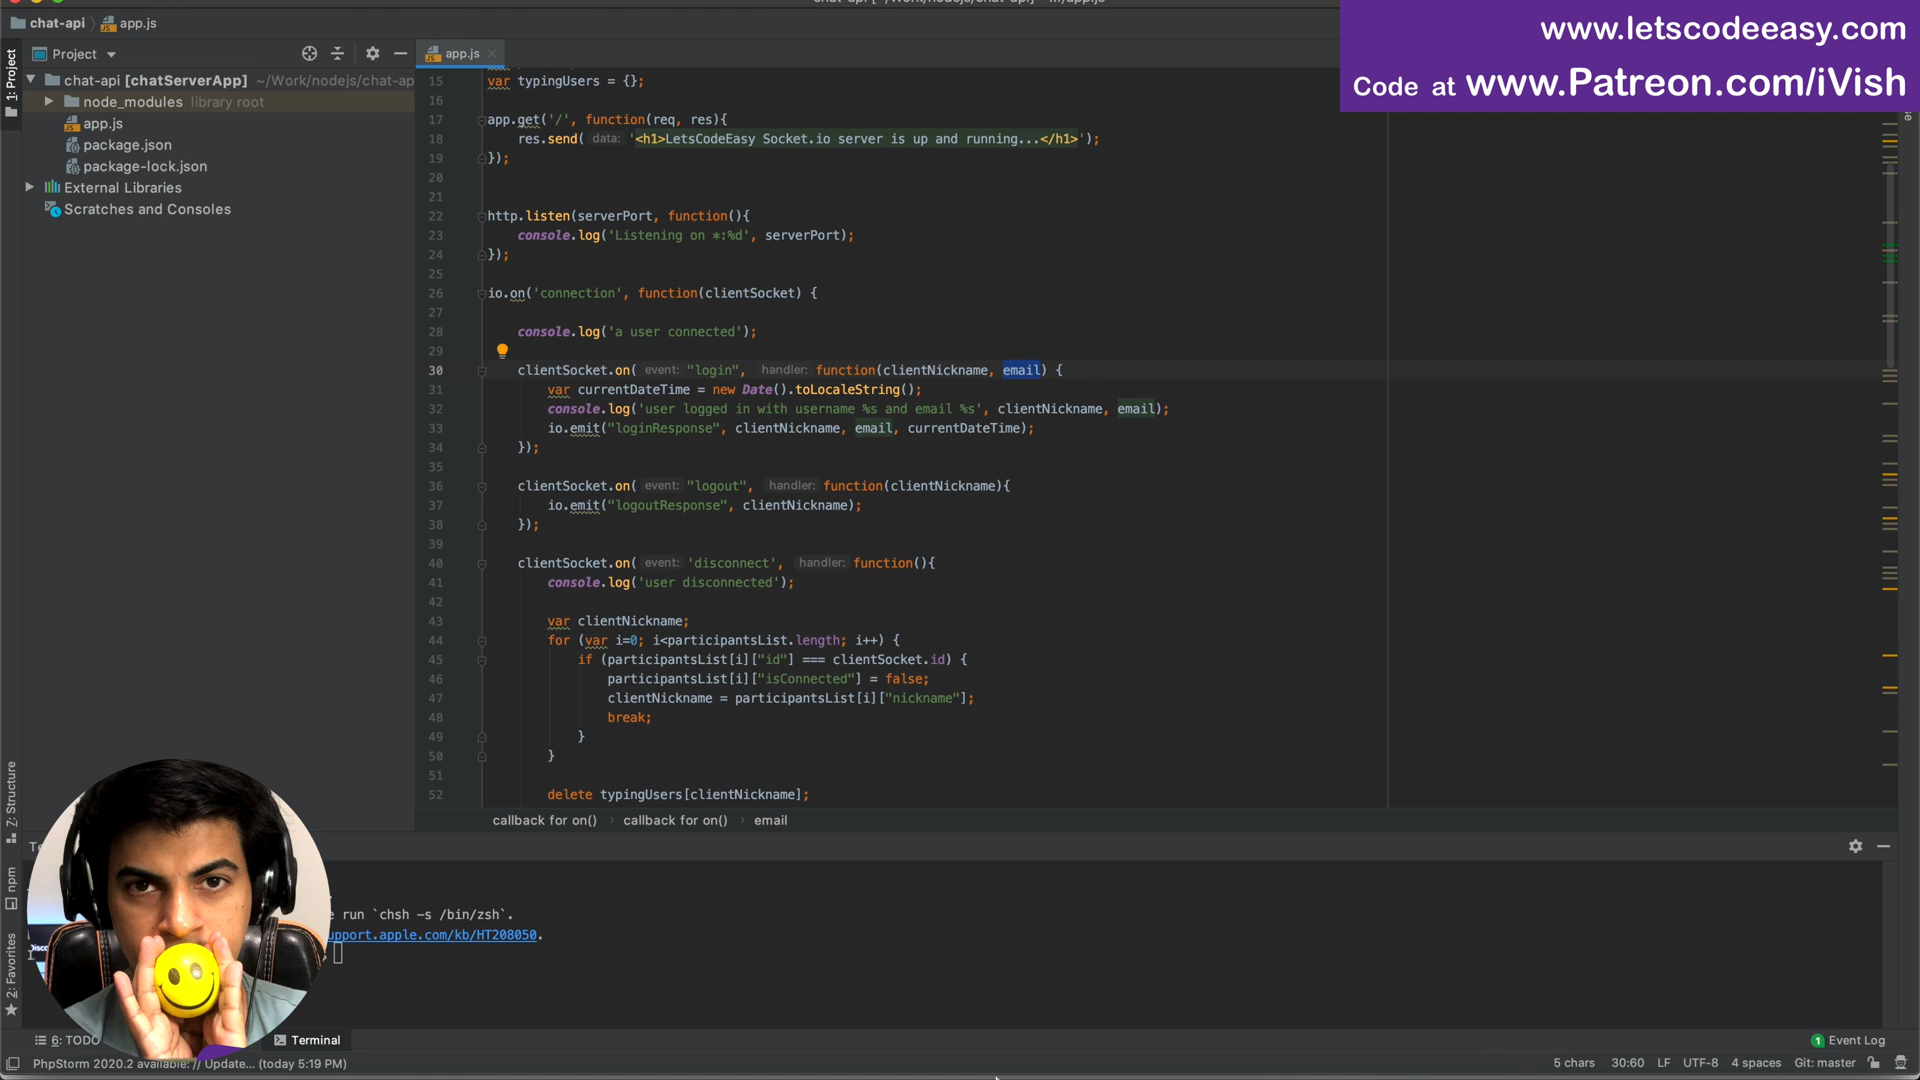 chat-api [~/Work/nodejs/chat-api] - .../app.js
chat-api
app.js
www.letscodeeasy.com
Code at www.Patreon.com/iVish
1: Project
Project
app.js
chat-api [chatServerApp] ~/Work/nodejs/chat-ap
node_modules library root
app.js
package.json
package-lock.json
External Libraries
Scratches and Consoles
15 var typingUsers = {};
16
17 app.get('/', function(req, res){
18 res.send( data: '<h1>LetsCodeEasy Socket.io server is up and running...</h1>');
19 });
20
21
22 http.listen(serverPort, function(){
23 console.log('Listening on *:%d', serverPort);
24 });
25
26 io.on('connection', function(clientSocket) {
27
28 console.log('a user connected');
29
30 clientSocket.on( event: "login", handler: function(clientNickname, email) {
31 var currentDateTime = new Date().toLocaleString();
32 console.log('user logged in with username %s and email %s', clientNickname, email);
33 io.emit("loginResponse", clientNickname, email, currentDateTime);
34 });
35
36 clientSocket.on( event: "logout", handler: function(clientNickname){
37 io.emit("logoutResponse", clientNickname);
38 });
39
40 clientSocket.on( event: 'disconnect', handler: function(){
41 console.log('user disconnected');
42
43 var clientNickname;
44 for (var i=0; i<participantsList.length; i++) {
45 if (participantsList[i]["id"] === clientSocket.id) {
46 participantsList[i]["isConnected"] = false;
47 clientNickname = participantsList[i]["nickname"];
48 break;
49 }
50 }
51
52 delete typingUsers[clientNickname];
callback for on() › callback for on() › email
Z: Structure
npm
2: Favorites
Te
e run `chsh -s /bin/zsh`.
upport.apple.com/kb/HT208050.
6: TODO
Terminal
1 Event Log
PhpStorm 2020.2 available: // Update... (today 5:19 PM)
5 chars 30:60 LF UTF-8 4 spaces Git: master